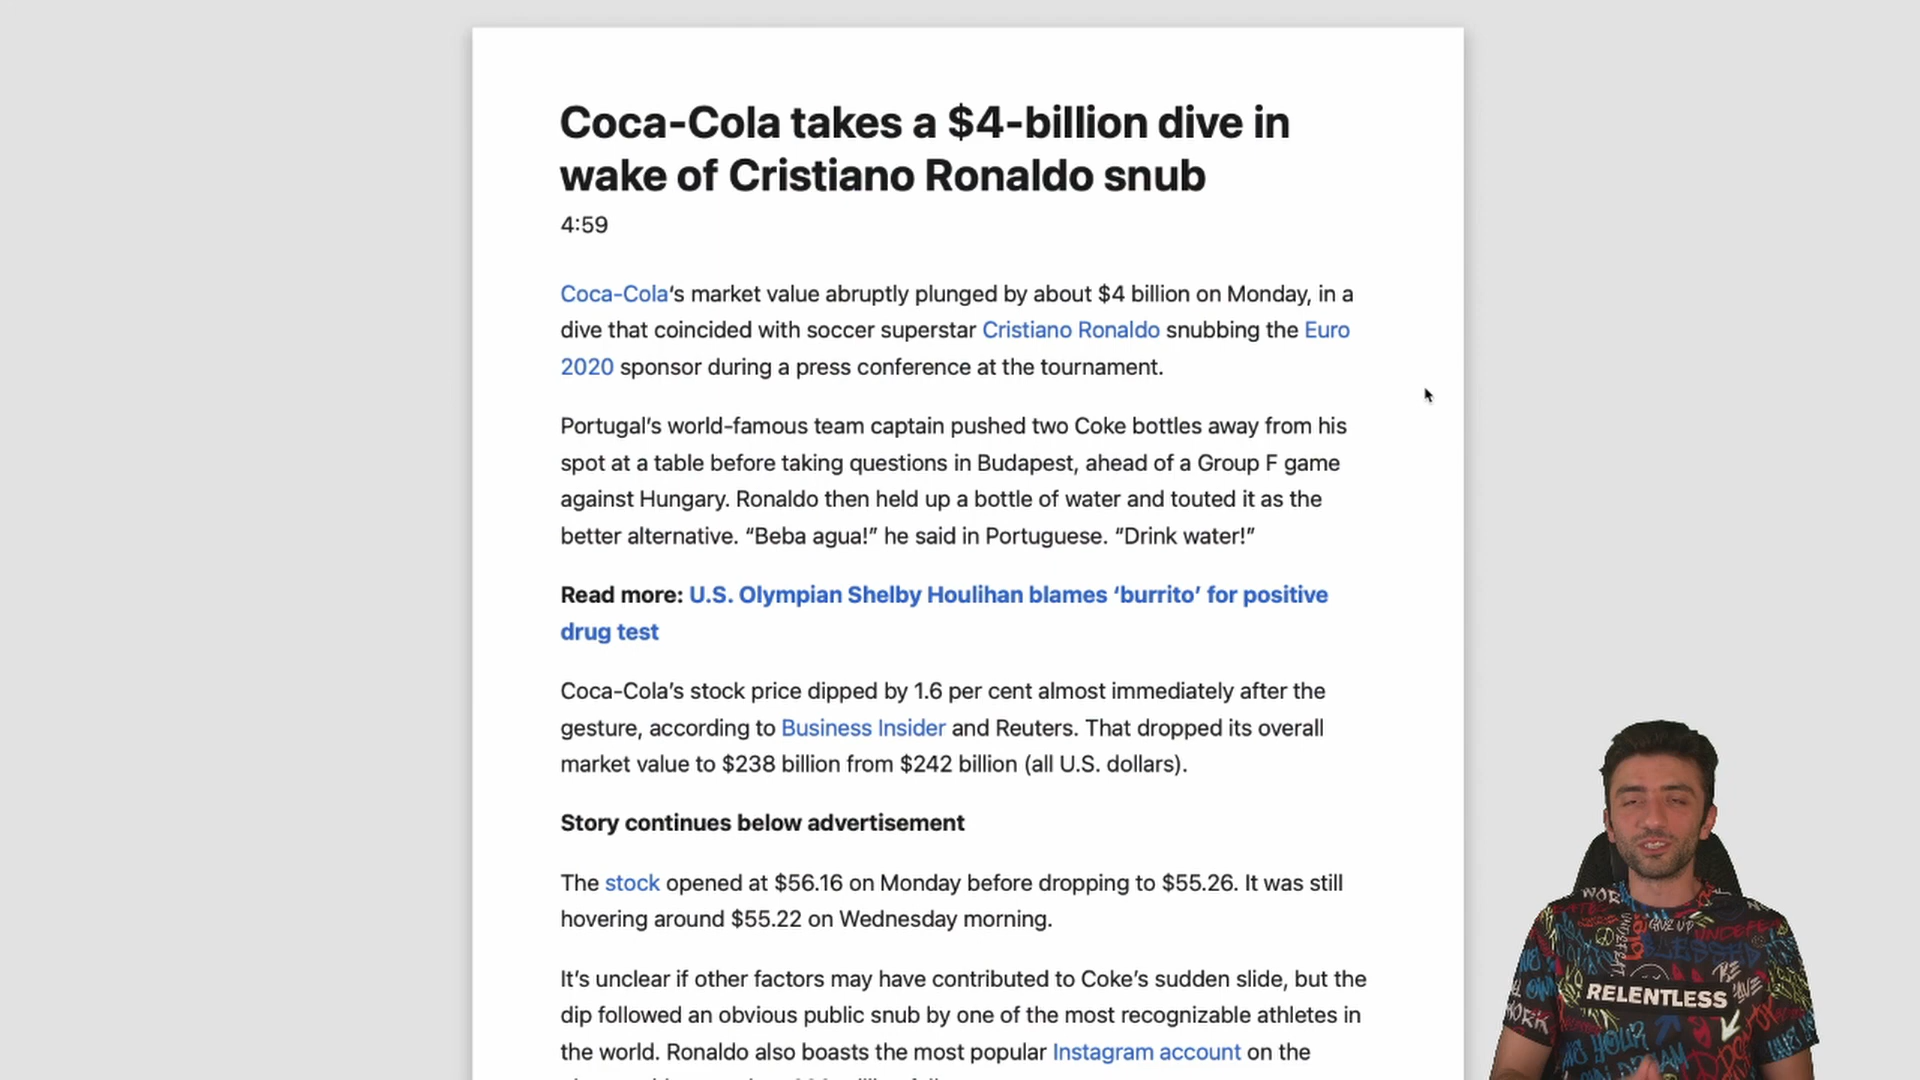 Coca-Cola takes a $4-billion dive in
wake of Cristiano Ronaldo snub
4:59
Coca-Cola‘s market value abruptly plunged by about $4 billion on Monday, in a
dive that coincided with soccer superstar Cristiano Ronaldo snubbing the Euro
2020 sponsor during a press conference at the tournament.
Portugal’s world-famous team captain pushed two Coke bottles away from his
spot at a table before taking questions in Budapest, ahead of a Group F game
against Hungary. Ronaldo then held up a bottle of water and touted it as the
better alternative. “Beba agua!” he said in Portuguese. “Drink water!”
Read more: U.S. Olympian Shelby Houlihan blames ‘burrito’ for positive
drug test
Coca-Cola’s stock price dipped by 1.6 per cent almost immediately after the
gesture, according to Business Insider and Reuters. That dropped its overall
market value to $238 billion from $242 billion (all U.S. dollars).
Story continues below advertisement
The stock opened at $56.16 on Monday before dropping to $55.26. It was still
hovering around $55.22 on Wednesday morning.
It’s unclear if other factors may have contributed to Coke’s sudden slide, but the
dip followed an obvious public snub by one of the most recognizable athletes in
the world. Ronaldo also boasts the most popular Instagram account on the
GIVE UP
BLESSED
RELENTLESS